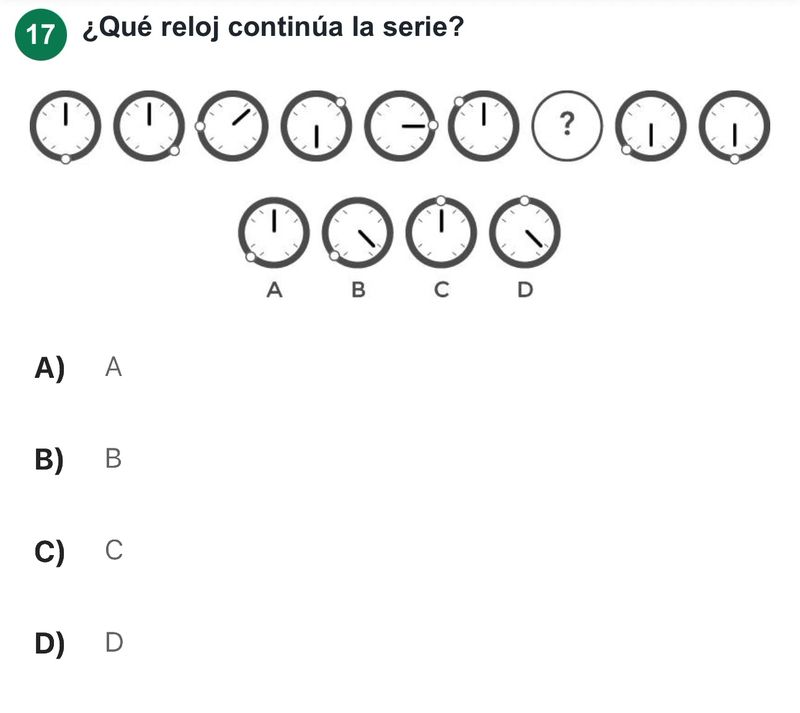 17 ¿Qué reloj continúa la serie?
?
A B C D
A) A
B) B
C) C
D) D